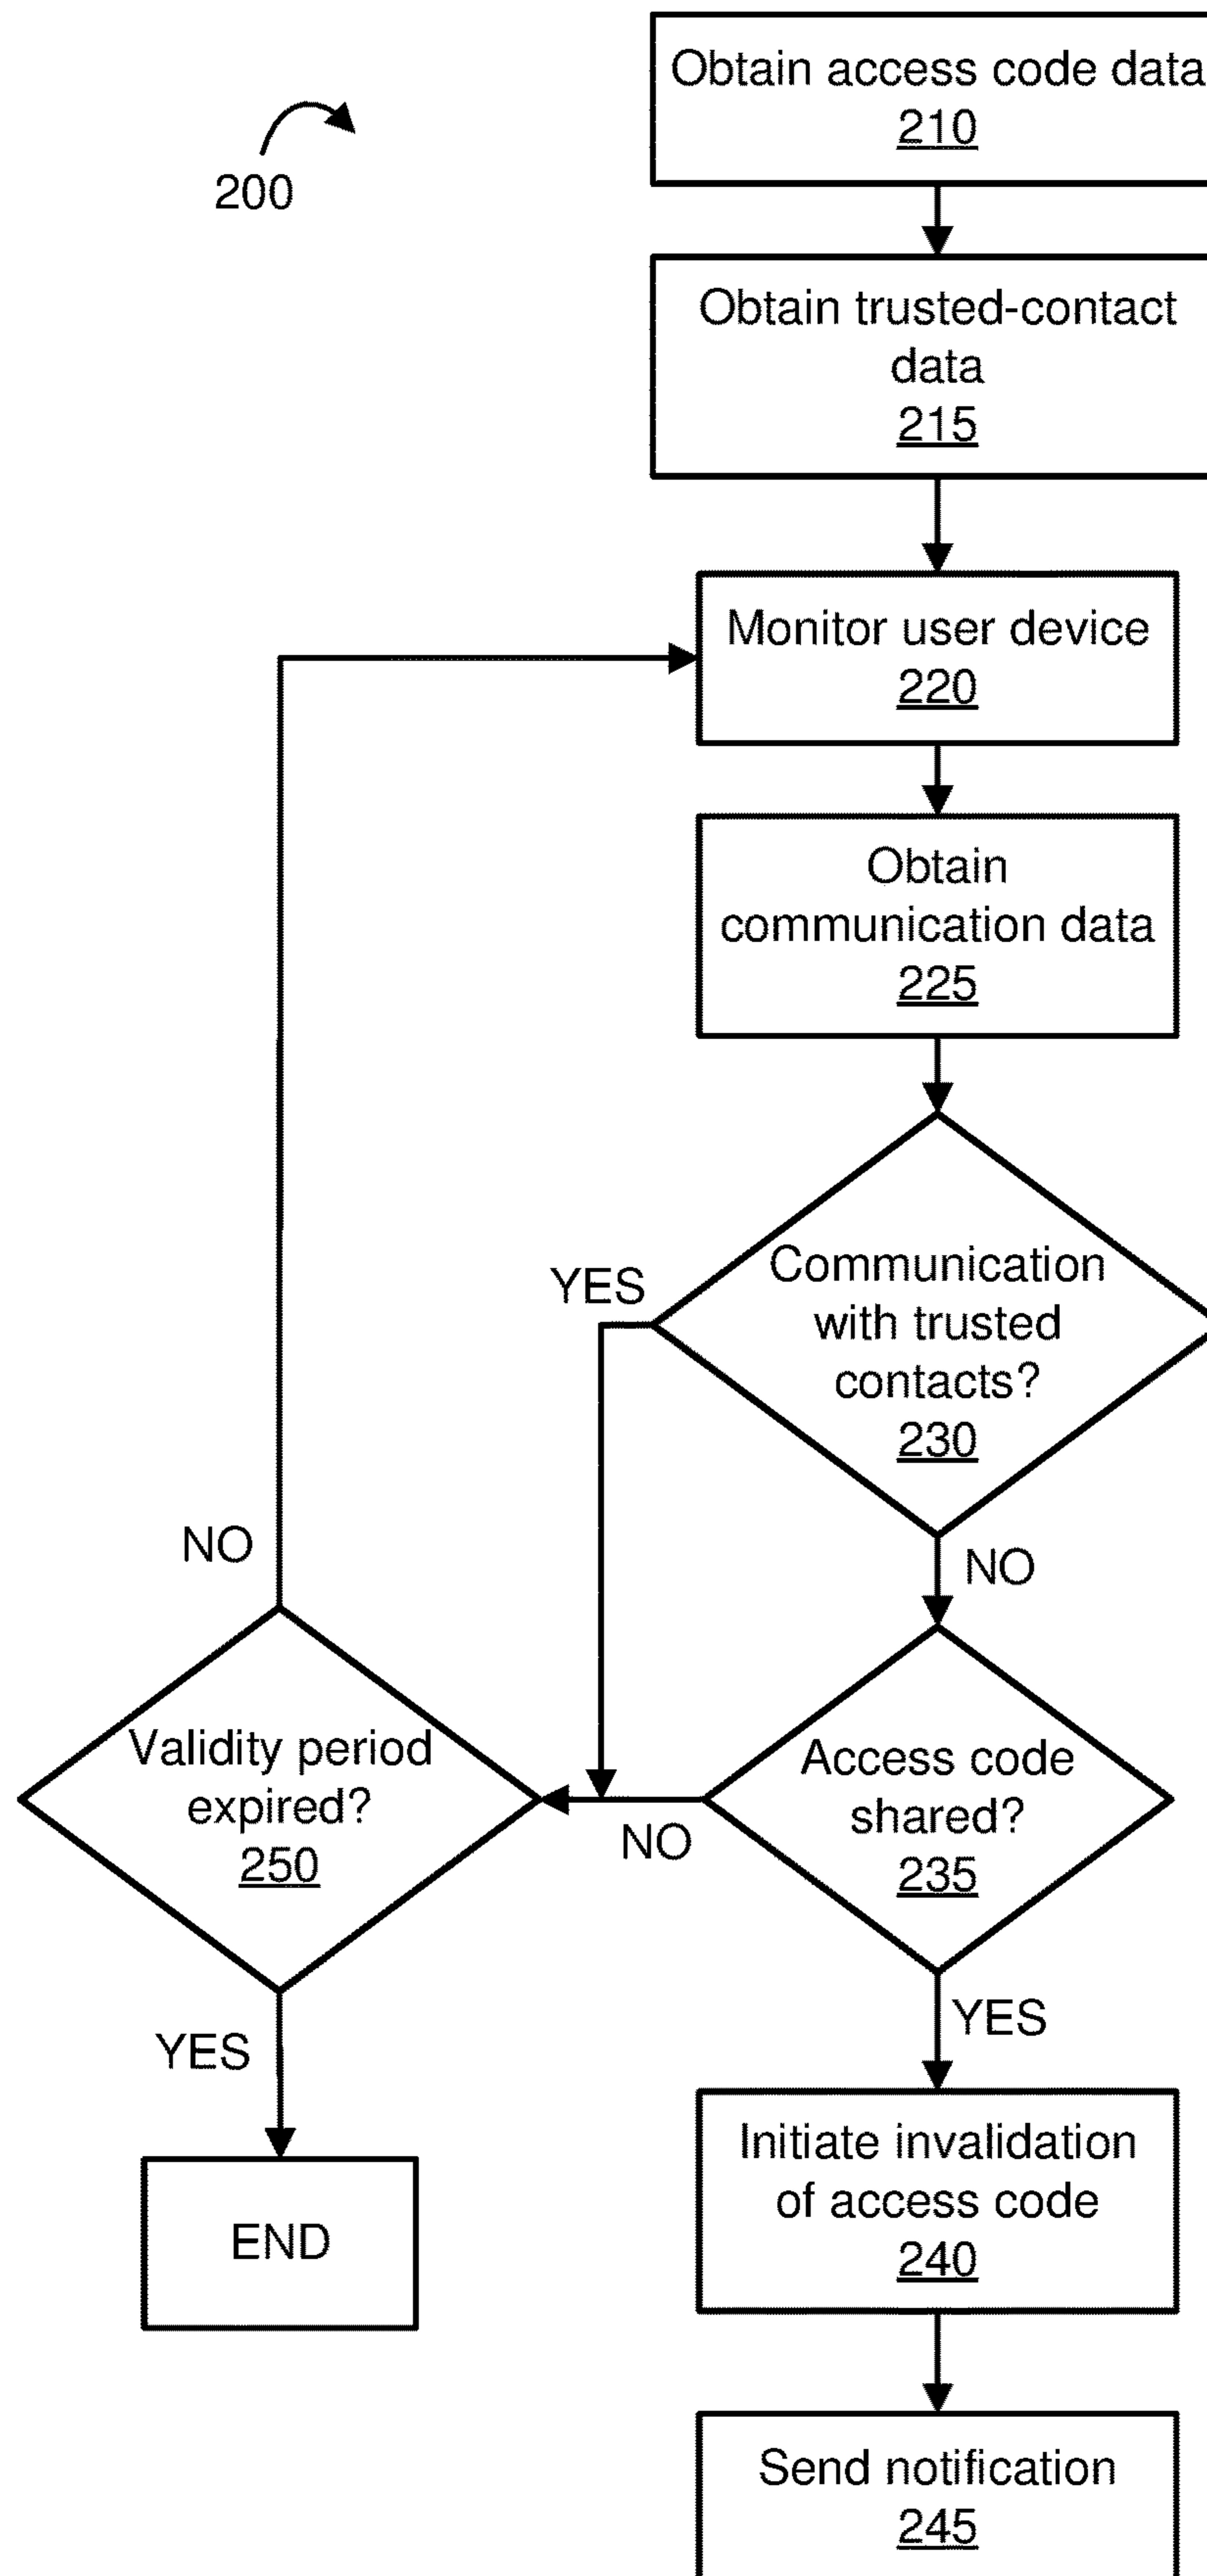 200
Obtain access code data
210
Obtain trusted-contact
data
215
Monitor user device
220
Obtain
communication data
225
Communication
with trusted
contacts?
230
YES
NO
Access code
shared?
235
NO
YES
Validity period
expired?
250
NO
YES
END
Initiate invalidation
of access code
240
Send notification
245